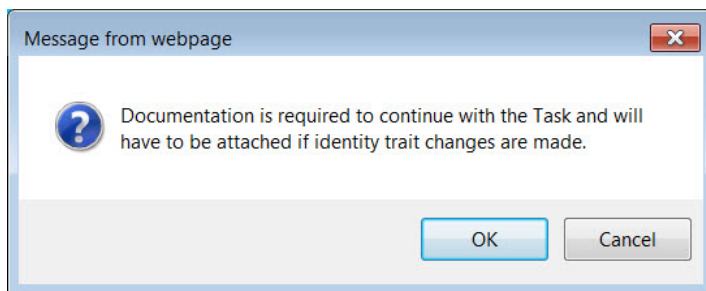 Message from webpage
Documentation is required to continue with the Task and will
have to be attached if identity trait changes are made.
OK
Cancel